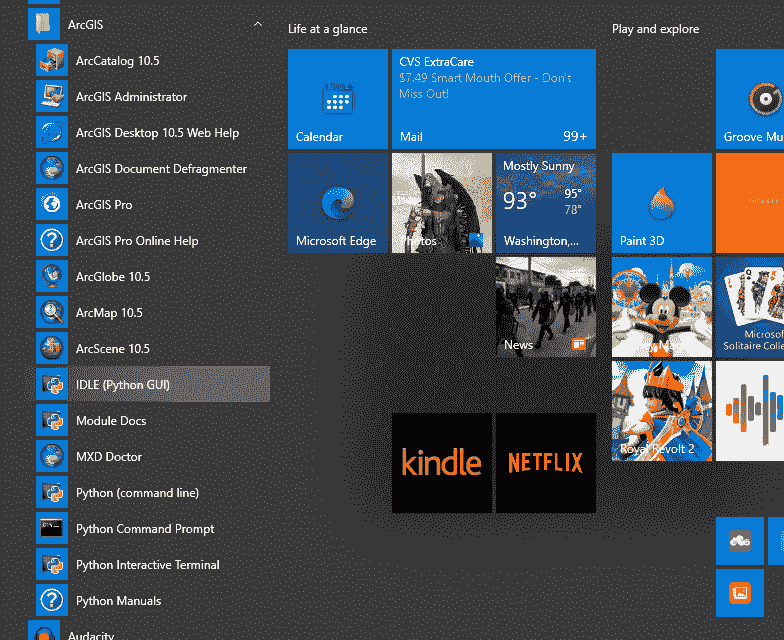 ArcGIS
ArcCatalog 10.5
ArcGIS Administrator
ArcGIS Desktop 10.5 Web Help
ArcGIS Document Defragmenter
ArcGIS Pro
ArcGIS Pro Online Help
ArcGlobe 10.5
ArcMap 10.5
ArcScene 10.5
IDLE (Python GUI)
Module Docs
MXD Doctor
Python (command line)
Python Command Prompt
Python Interactive Terminal
Python Manuals
Audacity
Life at a glance
Calendar
CVS ExtraCare
$7.49 Smart Mouth Offer - Don't
Miss Out!
Mail
99+
Microsoft Edge
Photos
Mostly Sunny
93°
95°
78°
Washington,...
News
kindle
NETFLIX
Play and explore
Groove Mu
Paint 3D
Microsof
Solitaire Colle
Royal Revolt 2